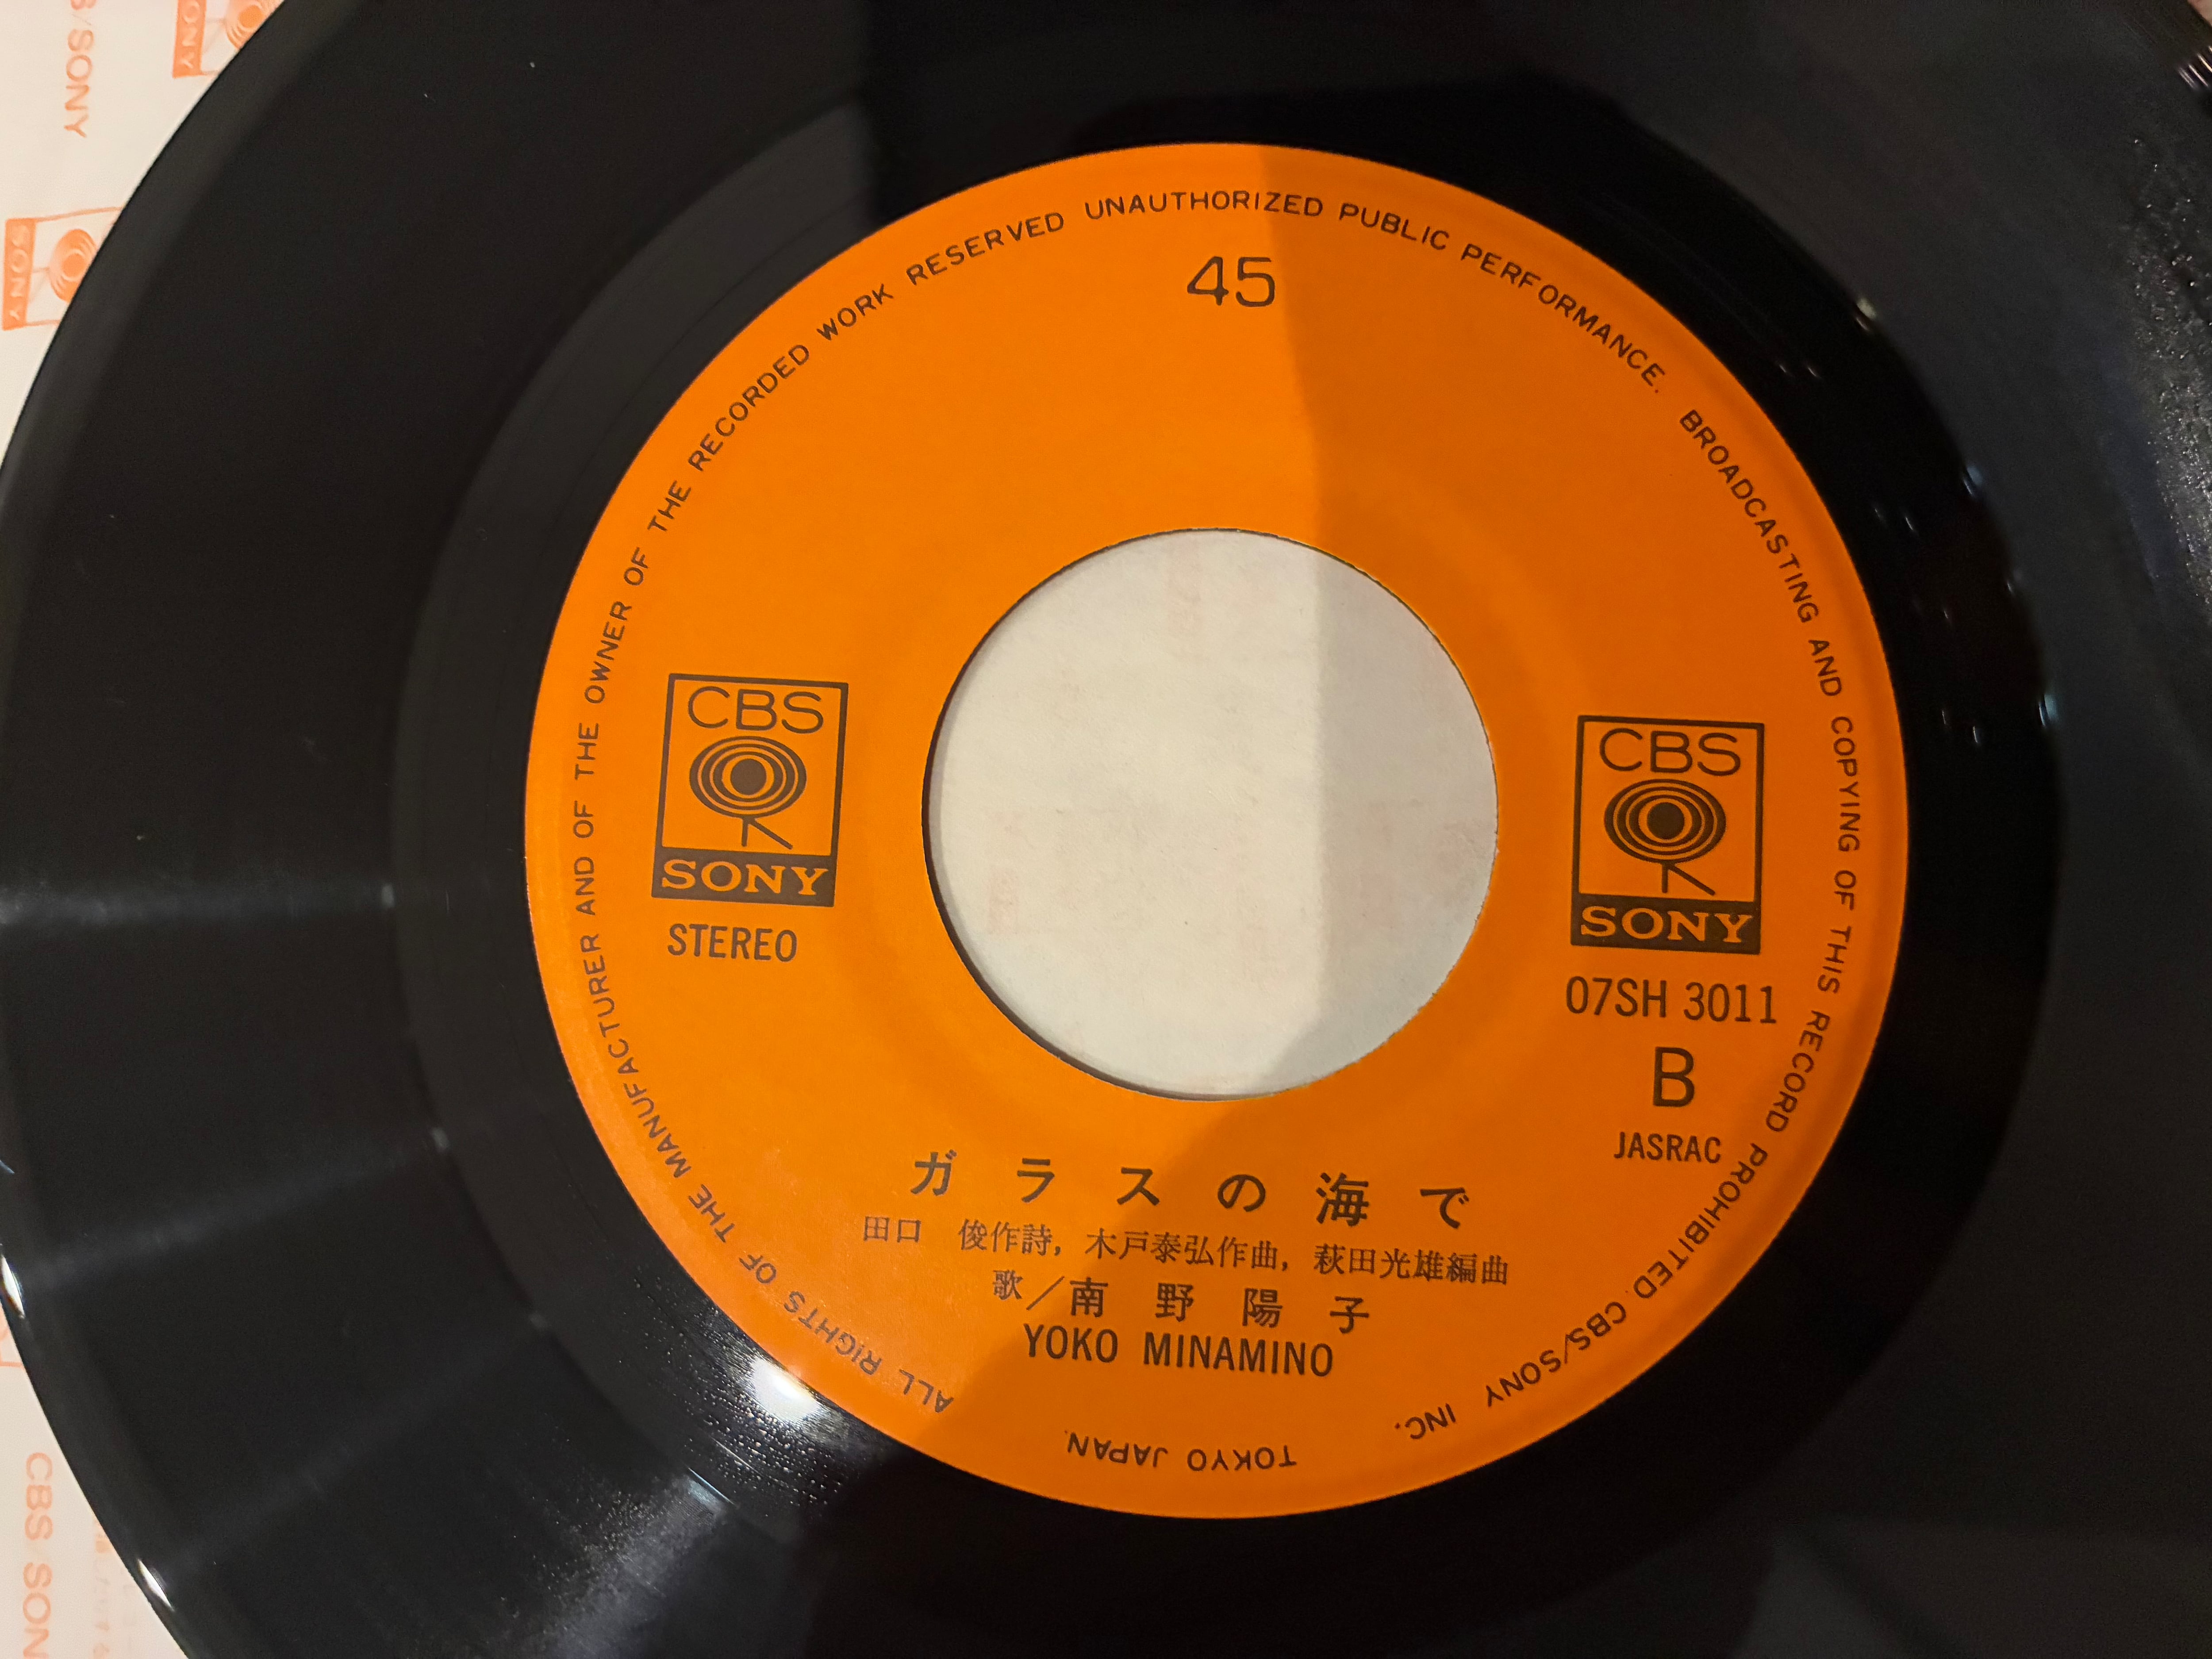 ALL RIGHTS OF THE MANUFACTURER AND OF THE OWNER OF THE RECORDED WORK RESERVED UNAUTHORIZED PUBLIC PERFORMANCE. BROADCASTING AND COPYING OF THIS RECORD PROHIBITED. CBS/SONY INC. TOKYO JAPAN.
45
CBS
SONY
STEREO
CBS
SONY
07SH 3011
B
JASRAC
ガラスの海で
田口 俊作詩, 木戸泰弘作曲, 萩田光雄編曲
歌／南野陽子
YOKO MINAMINO
SONY
SONY
CBS SON